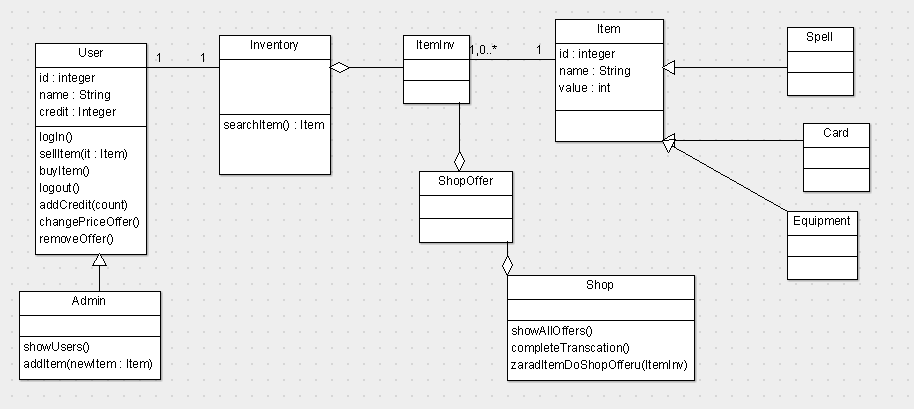 User
id : integer
name : String
credit : Integer
logIn()
sellItem(it : Item)
buyItem()
logout()
addCredit(count)
changePriceOffer()
removeOffer()
1
1
Inventory
searchItem() : Item
ItemInv
1,0..*
1
Item
id : integer
name : String
value : int
Spell
Card
Equipment
ShopOffer
Shop
showAllOffers()
completeTranscation()
zaradItemDoShopOfferu(ItemInv)
Admin
showUsers()
addItem(newItem : Item)